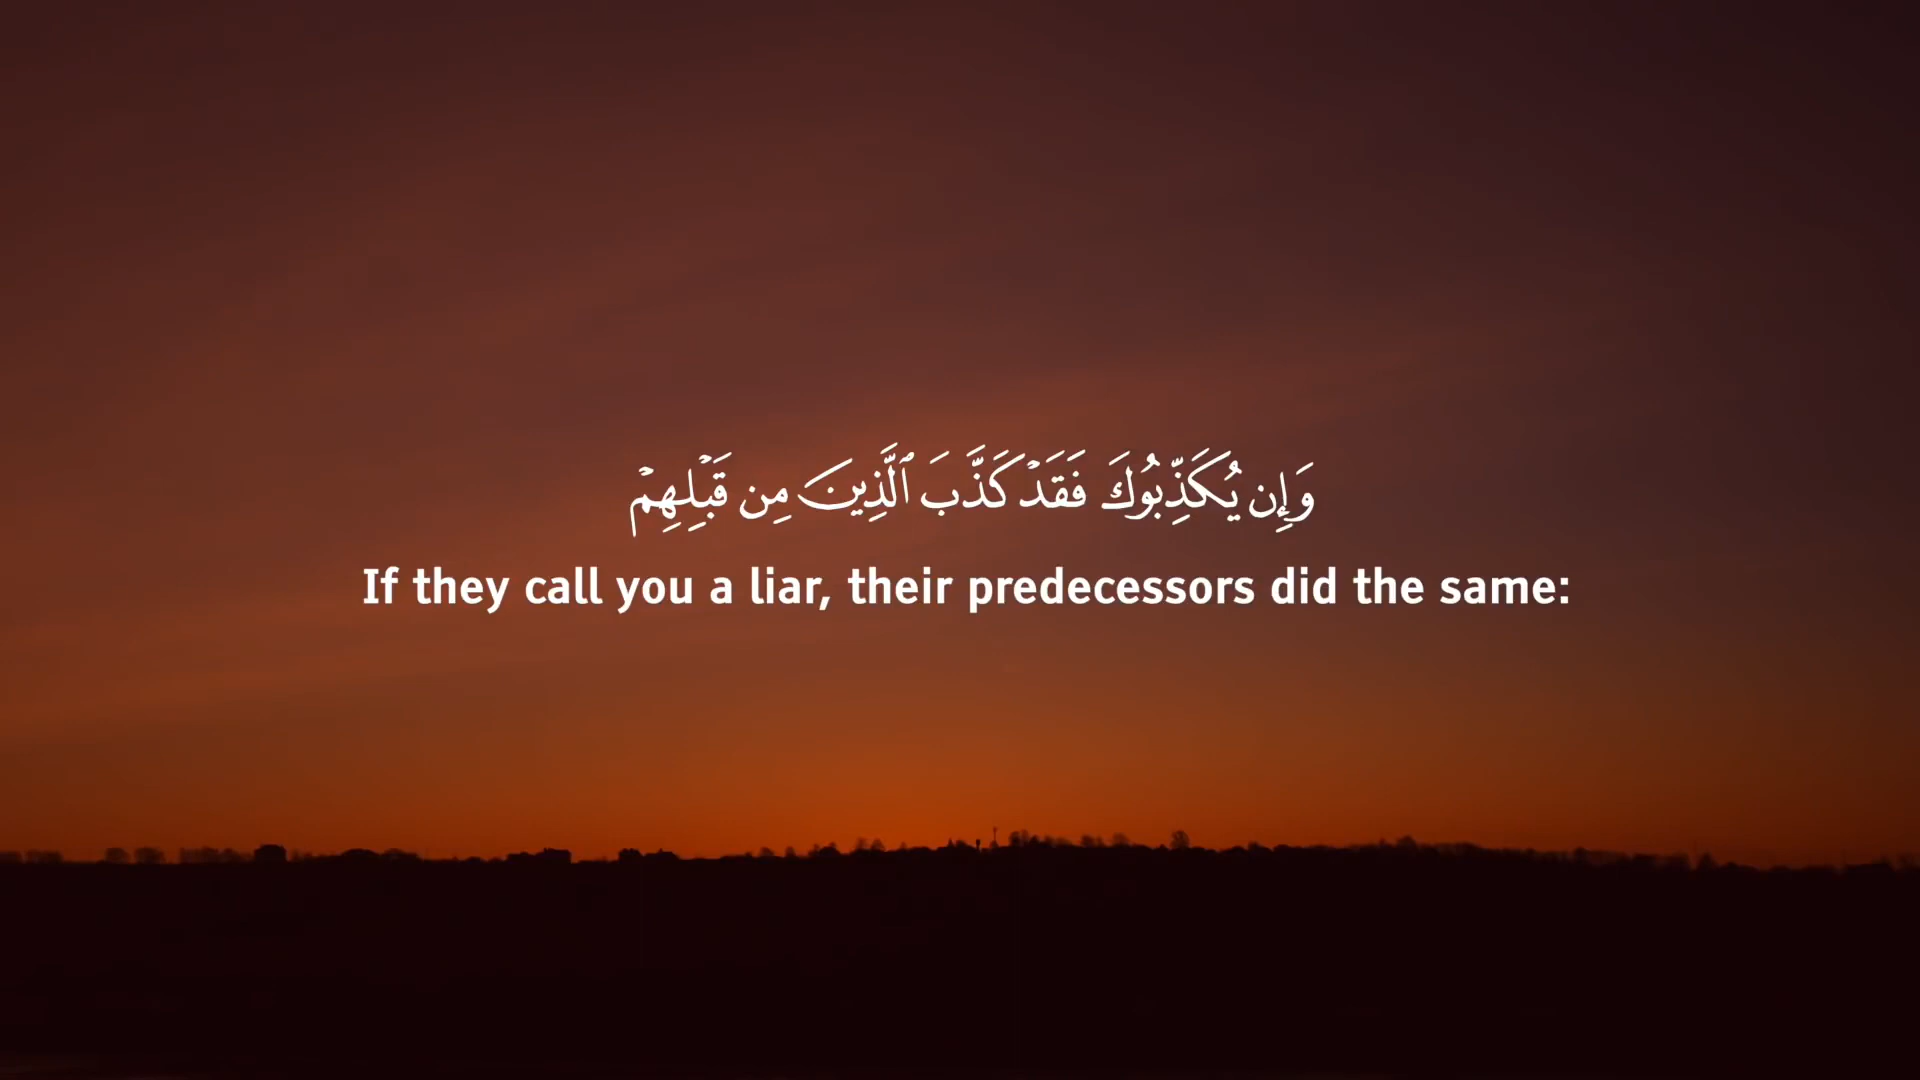 وَإِن يُكَذِّبُوكَ فَقَدْ كَذَّبَ ٱلَّذِينَ مِن قَبْلِهِمْ
If they call you a liar, their predecessors did the same: